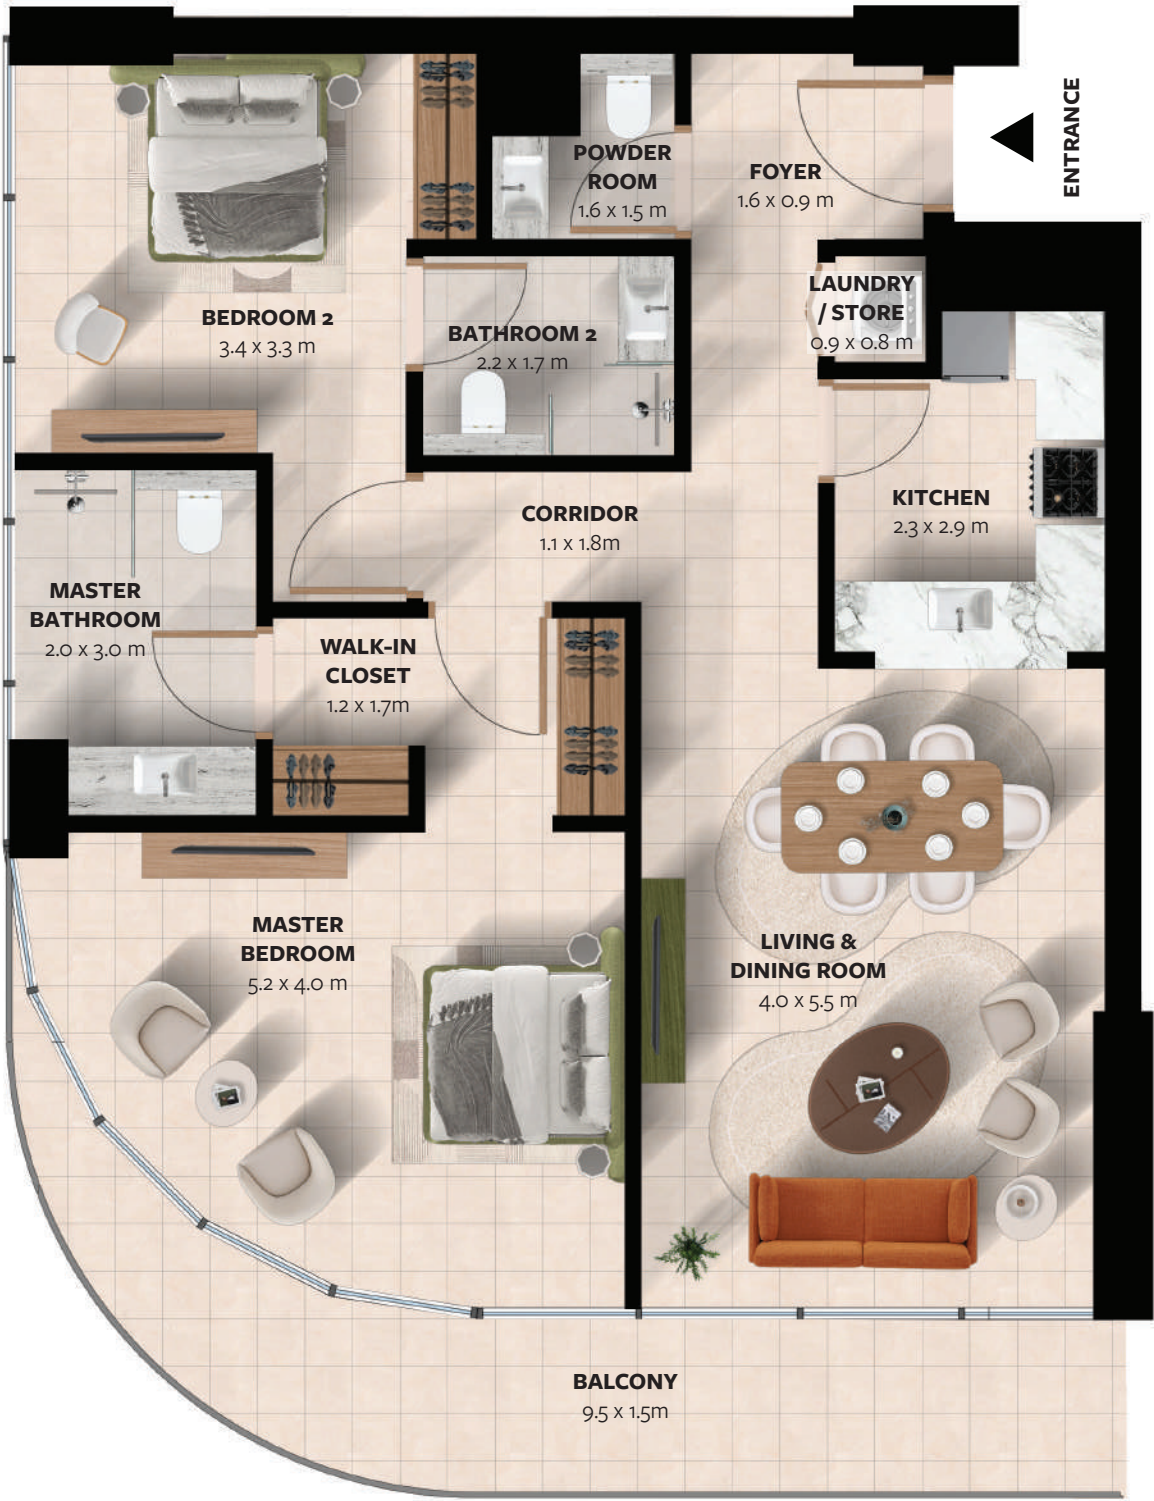 ENTRANCE
POWDER
ROOM
1.6 x 1.5 m
FOYER
1.6 x 0.9 m
LAUNDRY
/ STORE
0.9 x 0.8 m
BEDROOM 2
3.4 x 3.3 m
BATHROOM 2
2.2 x 1.7 m
KITCHEN
2.3 x 2.9 m
CORRIDOR
1.1 x 1.8m
MASTER
BATHROOM
2.0 x 3.0 m
WALK-IN
CLOSET
1.2 x 1.7m
MASTER
BEDROOM
5.2 x 4.0 m
LIVING &
DINING ROOM
4.0 x 5.5 m
BALCONY
9.5 x 1.5m